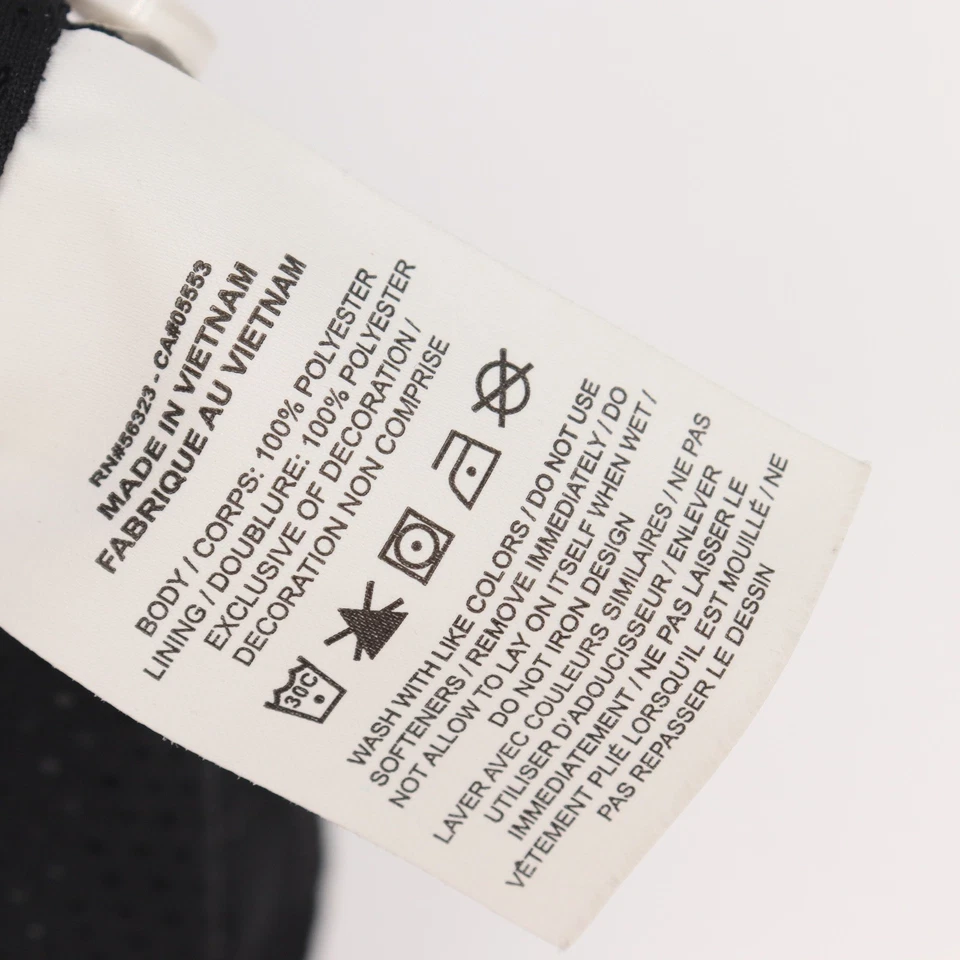 RN#56323 - CA#05553
MADE IN VIETNAM
FABRIQUE AU VIETNAM
BODY / CORPS: 100% POLYESTER
LINING / DOUBLURE: 100% POLYESTER
EXCLUSIVE OF DECORATION /
DECORATION NON COMPRISE
30C
WASH WITH LIKE COLORS / DO NOT USE
SOFTENERS / REMOVE IMMEDIATELY / DO
NOT ALLOW TO LAY ON ITSELF WHEN WET /
DO NOT IRON DESIGN
LAVER AVEC COULEURS SIMILAIRES / NE PAS
UTILISER D'ADOUCISSEUR / ENLEVER
IMMEDIATEMENT / NE PAS LAISSER LE
VÊTEMENT PLIÉ LORSQU'IL EST MOUILLÉ / NE
PAS REPASSER LE DESSIN